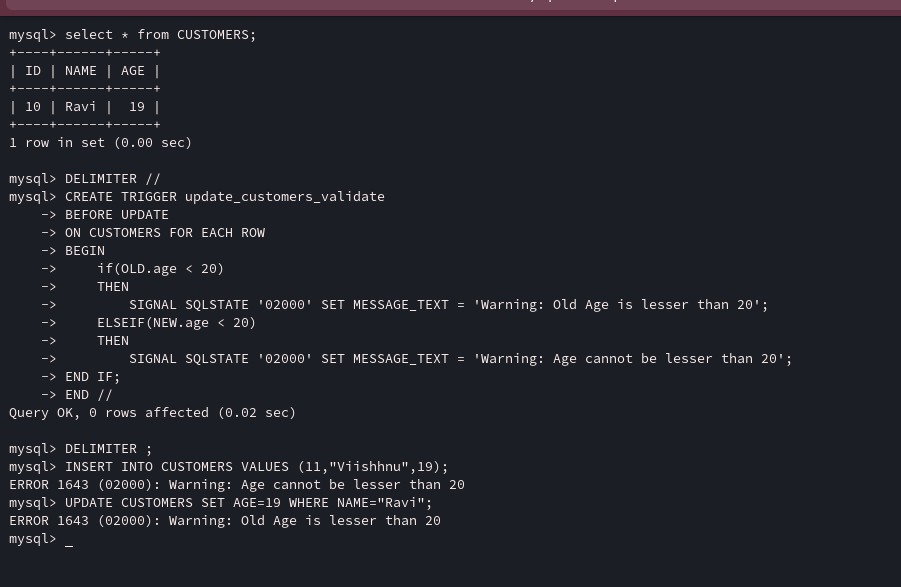 mysql> select * from CUSTOMERS;
+----+------+-----+
| ID | NAME | AGE |
+----+------+-----+
| 10 | Ravi |  19 |
+----+------+-----+
1 row in set (0.00 sec)

mysql> DELIMITER //
mysql> CREATE TRIGGER update_customers_validate
    -> BEFORE UPDATE
    -> ON CUSTOMERS FOR EACH ROW
    -> BEGIN
    ->     if(OLD.age < 20)
    ->     THEN
    ->         SIGNAL SQLSTATE '02000' SET MESSAGE_TEXT = 'Warning: Old Age is lesser than 20';
    ->     ELSEIF(NEW.age < 20)
    ->     THEN
    ->         SIGNAL SQLSTATE '02000' SET MESSAGE_TEXT = 'Warning: Age cannot be lesser than 20';
    -> END IF;
    -> END //
Query OK, 0 rows affected (0.02 sec)

mysql> DELIMITER ;
mysql> INSERT INTO CUSTOMERS VALUES (11,"Viishhnu",19);
ERROR 1643 (02000): Warning: Age cannot be lesser than 20
mysql> UPDATE CUSTOMERS SET AGE=19 WHERE NAME="Ravi";
ERROR 1643 (02000): Warning: Old Age is lesser than 20
mysql> _